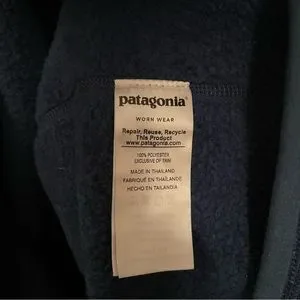 patagonia®
WORN WEAR
Repair, Reuse, Recycle
This Product
www.patagonia.com
100% POLYESTER
EXCLUSIVE OF TRIM
MADE IN THAILAND
FABRIQUÉ EN THAÏLANDE
HECHO EN TAILANDIA